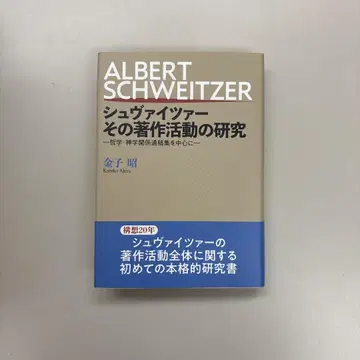 ALBERT
SCHWEITZER
シュヴァイツァー
その著作活動の研究
―哲学・神学関係遺稿集を中心に―
金子 昭
Kaneko Akira
構想20年
シュヴァイツァーの
著作活動全体に関する
初めての本格的研究書